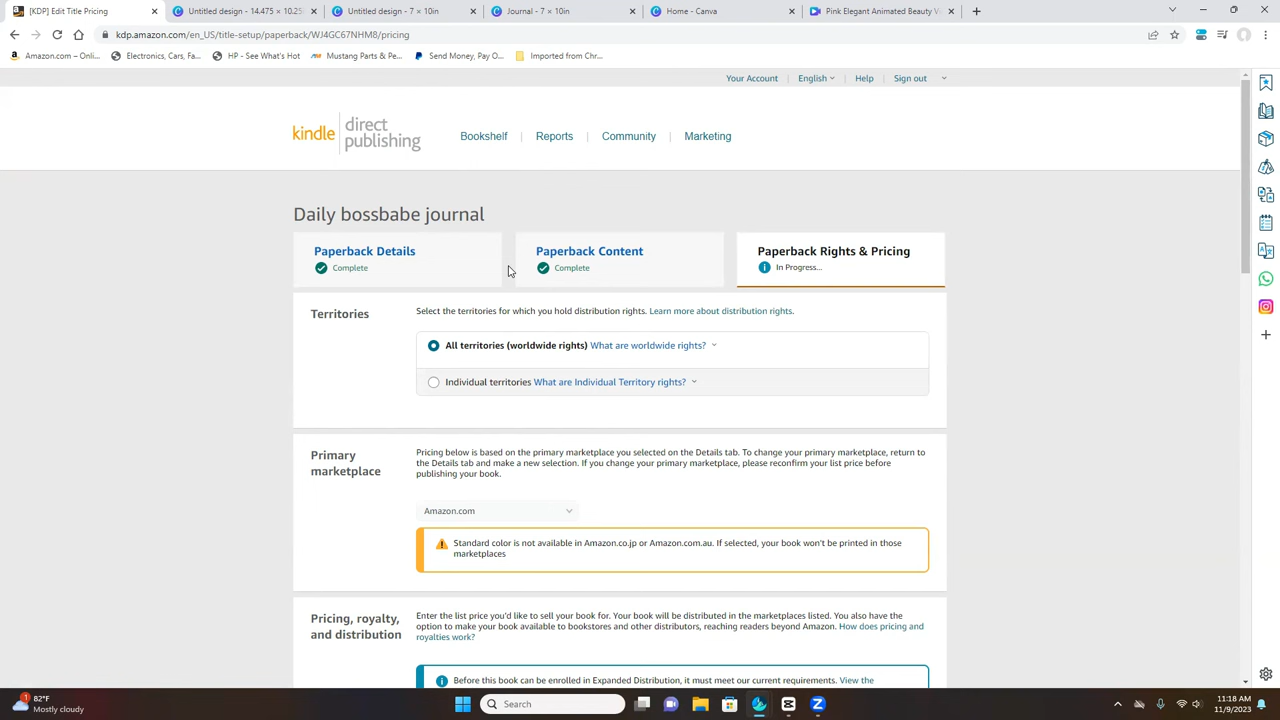 [KDP] Edit Title Pricing
Untitled design - 14.475 × 10.25
Untitled design - 7 × 10in
Journal - 7 × 10in
Home - Canva
Pink Elegant Animated Beauty V
kdp.amazon.com/en_US/title-setup/paperback/WJ4GC67NHM8/pricing
Amazon.com – Onli...
Electronics, Cars, Fa...
HP - See What's Hot
Mustang Parts & Pe...
Send Money, Pay O...
Imported from Chr...
Your Account
English
Help
Sign out
kindle direct publishing
Bookshelf
Reports
Community
Marketing
Daily bossbabe journal
Paperback Details
Complete
Paperback Content
Complete
Paperback Rights & Pricing
In Progress...
Territories
Select the territories for which you hold distribution rights. Learn more about distribution rights.
All territories (worldwide rights) What are worldwide rights?
Individual territories What are Individual Territory rights?
Primary marketplace
Pricing below is based on the primary marketplace you selected on the Details tab. To change your primary marketplace, return to
the Details tab and make a new selection. If you change your primary marketplace, please reconfirm your list price before
publishing your book.
Amazon.com
Standard color is not available in Amazon.co.jp or Amazon.com.au. If selected, your book won't be printed in those
marketplaces
Pricing, royalty, and distribution
Enter the list price you'd like to sell your book for. Your book will be distributed in the marketplaces listed. You also have the
option to make your book available to bookstores and other distributors, reaching readers beyond Amazon. How does pricing and
royalties work?
Before this book can be enrolled in Expanded Distribution, it must meet our current requirements. View the
1
82°F
Mostly cloudy
Search
11:18 AM
11/9/2023